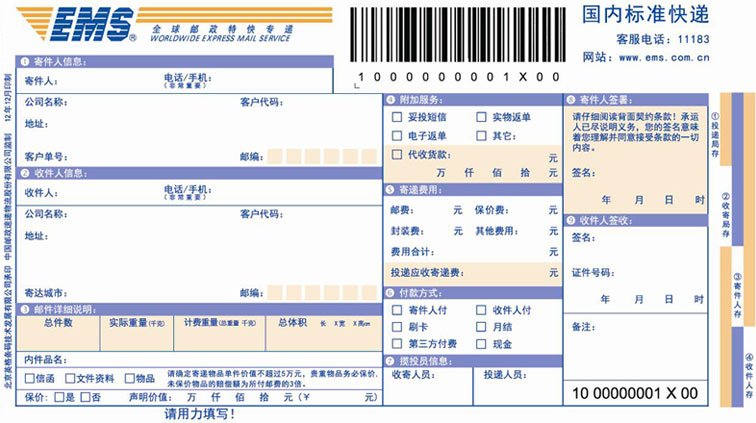 EMS®
全球邮政特快专递
WORLDWIDE EXPRESS MAIL SERVICE
1000000000 1X00
国内标准快递
客服电话：11183
网站：www.ems.com.cn
① 寄件人信息：
寄件人：
电话/手机：
（非常重要）
公司名称：
客户代码：
地址：
客户单号：
邮编：
② 收件人信息：
收件人：
电话/手机：
（非常重要）
公司名称：
客户代码：
地址：
寄达城市：
邮编：
③ 邮件详细说明：
总件数
实际重量(千克)
计费重量(总重量 千克)
总体积 长 X宽 X高cm
内件品名：
信函 文件资料 物品
请确定寄递物品单件价值不超过5万元，贵重物品务必保价.
未保价物品的赔偿额为所付邮费的3倍。
保价：是 否 声明价值： 万 仟 佰 拾 元（￥ 元）
请用力填写！
④ 附加服务：
妥投短信 实物返单
电子返单 其它：
代收货款： 元
万 仟 佰 拾 元
⑤ 寄递费用：
邮费： 元 保价费： 元
封装费： 元 其他费用： 元
费用合计： 元
投递应收寄递费： 元
⑥ 付款方式：
寄件人付 收件人付
刷卡 月结
第三方付费 现金
⑦ 揽投员信息：
收寄人员： 投递人员：
⑧ 寄件人签署：
请仔细阅读背面契约条款！承运
人已尽说明义务，您的签名意味
着您理解并同意接受条款的一切
内容。
签名：
年 月 日 时
⑨ 收件人签收：
签名：
证件号码：
年 月 日 时
备注：
10 00000001 X 00
①投递局存
②收寄局存
③寄件人存
④收件人存
北京英格条码技术发展有限公司承印 中国邮政速递物流股份有限公司监制 12年12月印制